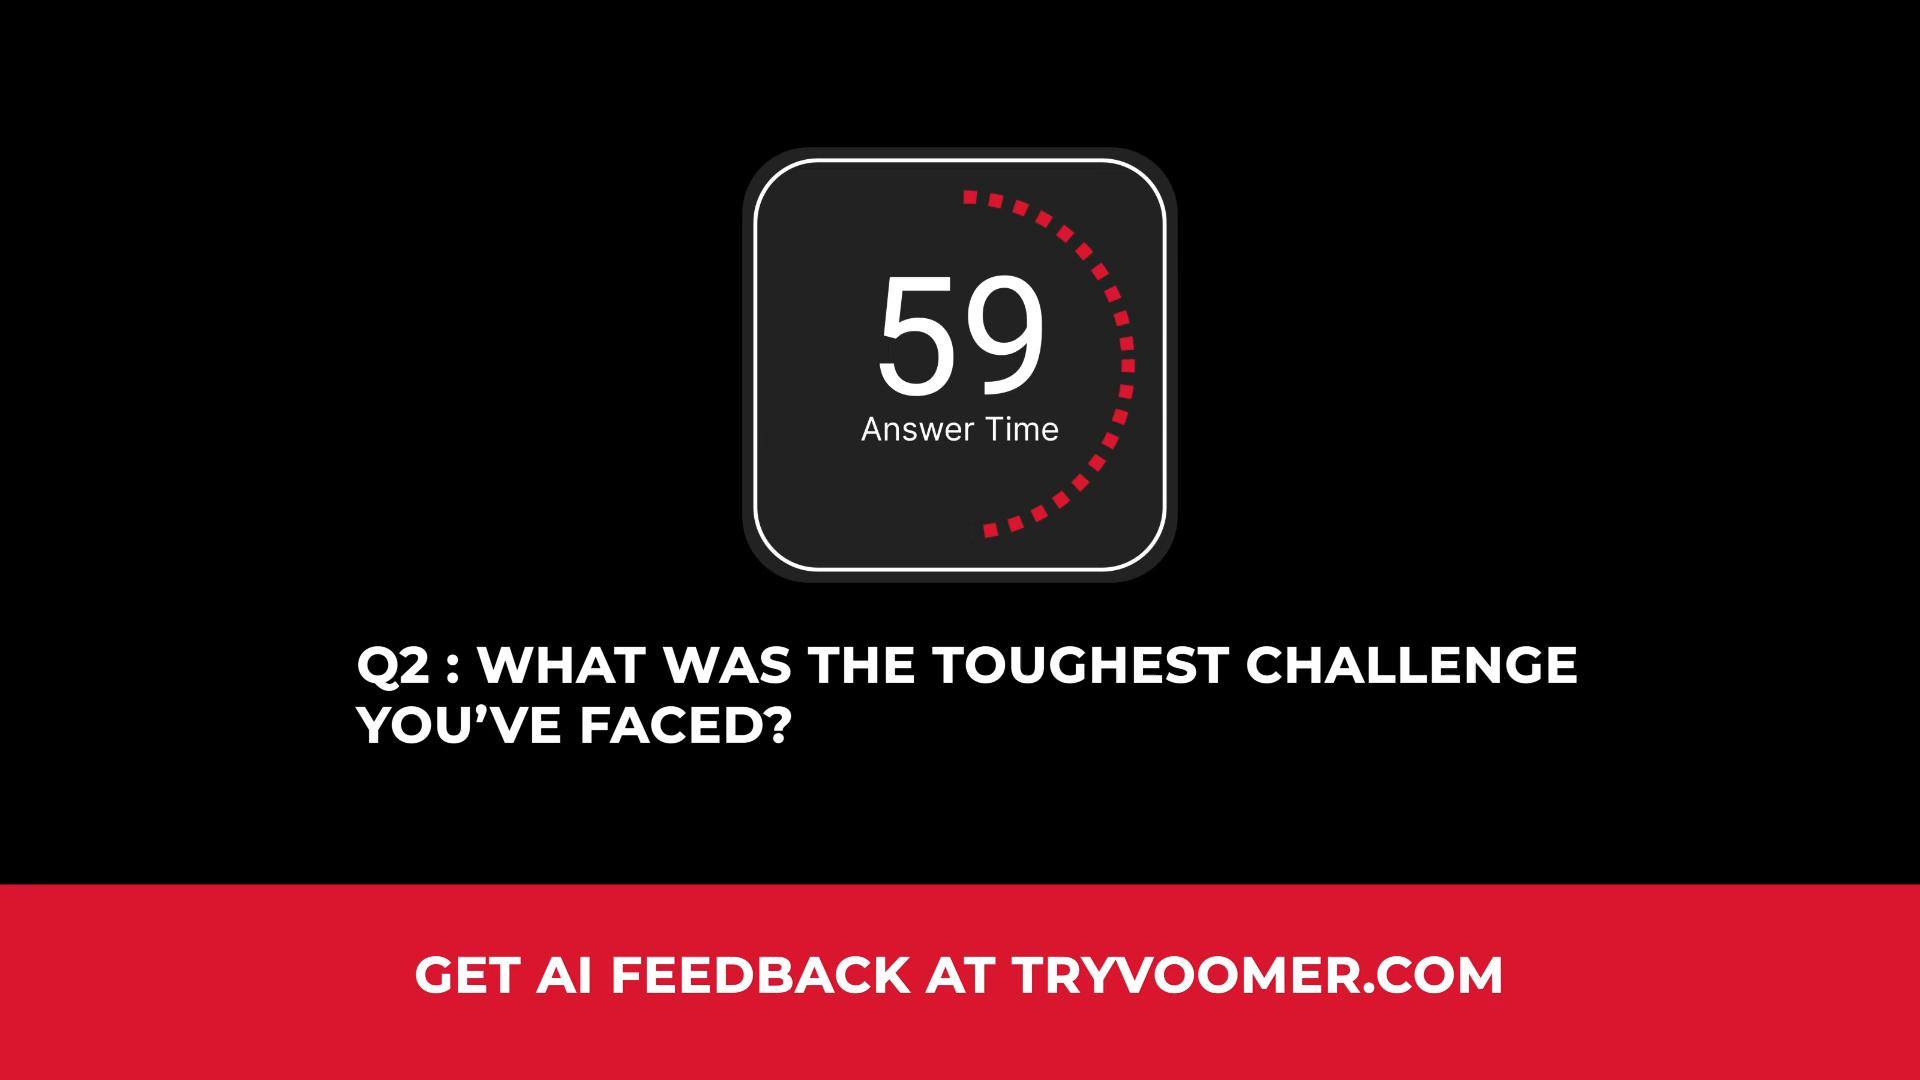 59
Answer Time
Q2 : WHAT WAS THE TOUGHEST CHALLENGE
YOU’VE FACED?
GET AI FEEDBACK AT TRYVOOMER.COM